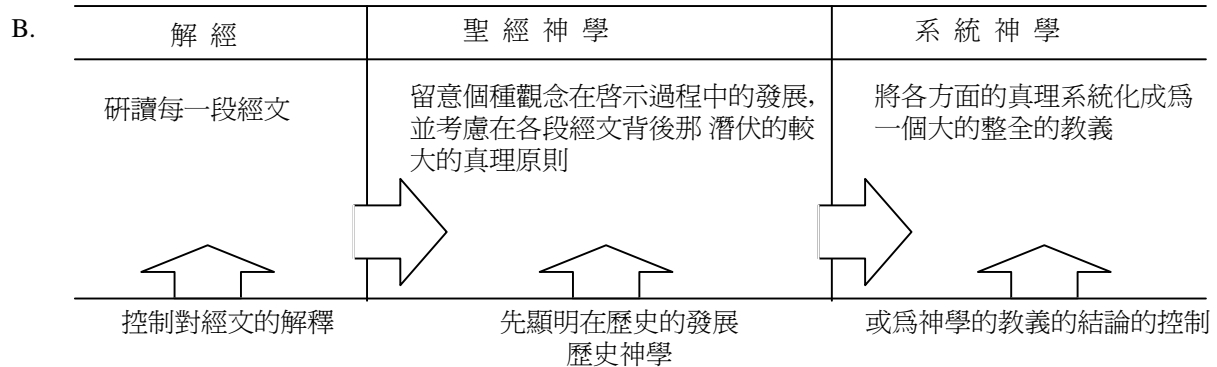 B.
解 經
聖 經 神 學
系 統 神 學
研讀每一段經文
留意個種觀念在啓示過程中的發展,
並考慮在各段經文背後那 潛伏的較
大的真理原則
將各方面的真理系統化成爲
一個大的整全的教義
控制對經文的解釋
先顯明在歷史的發展
歷史神學
或爲神學的教義的結論的控制